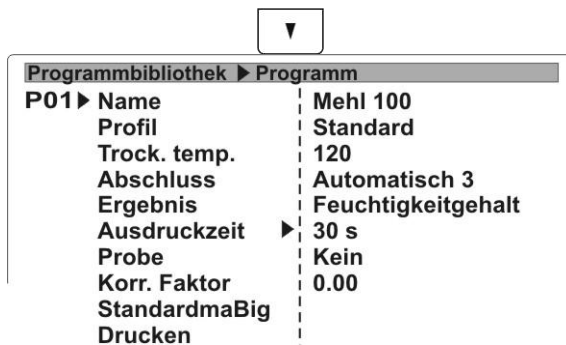 ▼
Programmbibliothek ▶ Programm
P01▶ Name Mehl 100
Profil Standard
Trock. temp. 120
Abschluss Automatisch 3
Ergebnis Feuchtigkeitgehalt
Ausdruckzeit ▶ 30 s
Probe Kein
Korr. Faktor 0.00
StandardmaBig
Drucken